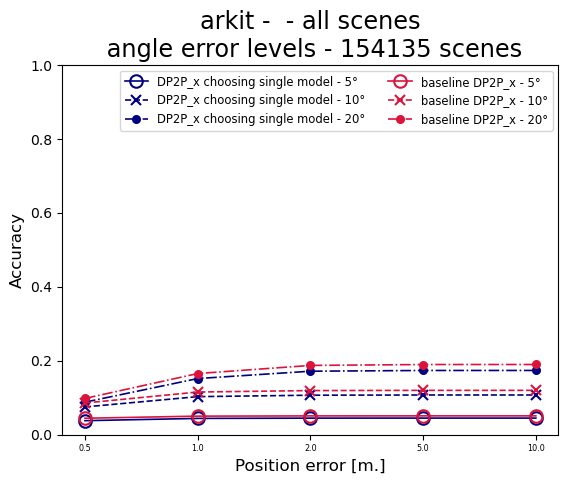 arkit -  - all scenes
angle error levels - 154135 scenes
DP2P_x choosing single model - 5°
DP2P_x choosing single model - 10°
DP2P_x choosing single model - 20°
baseline DP2P_x - 5°
baseline DP2P_x - 10°
baseline DP2P_x - 20°
Accuracy
1.0
0.8
0.6
0.4
0.2
0.0
0.5 1.0 2.0 5.0 10.0
Position error [m.]